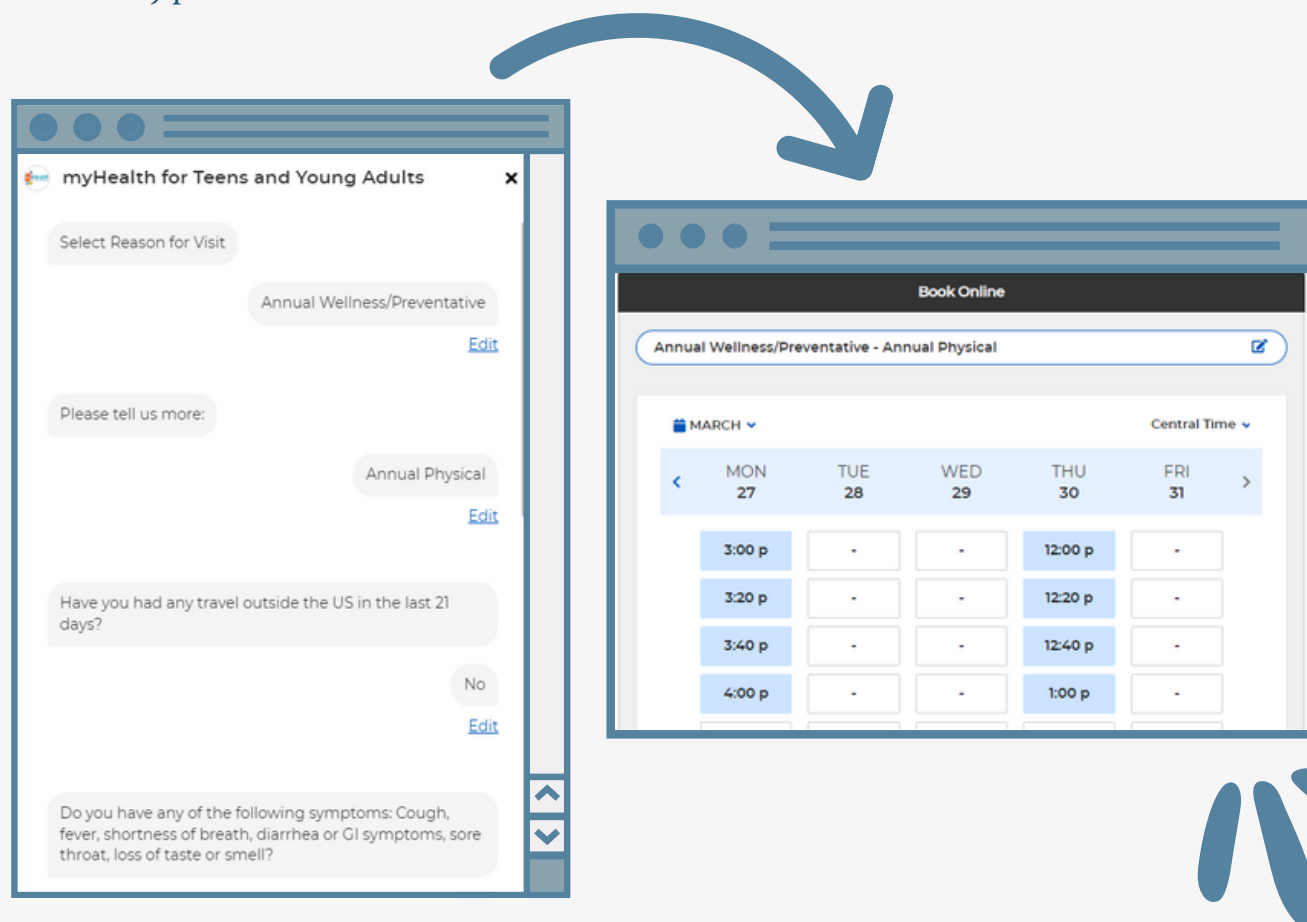 myHealth for Teens and Young Adults
Select Reason for Visit
Annual Wellness/Preventative
Edit
Please tell us more:
Annual Physical
Edit
Have you had any travel outside the US in the last 21
days?
No
Edit
Do you have any of the following symptoms: Cough,
fever, shortness of breath, diarrhea or GI symptoms, sore
throat, loss of taste or smell?
Book Online
Annual Wellness/Preventative - Annual Physical
MARCH Central Time
MON TUE WED THU FRI
27 28 29 30 31
3:00 p - - 12:00 p -
3:20 p - - 12:20 p -
3:40 p - - 12:40 p -
4:00 p - - 1:00 p -